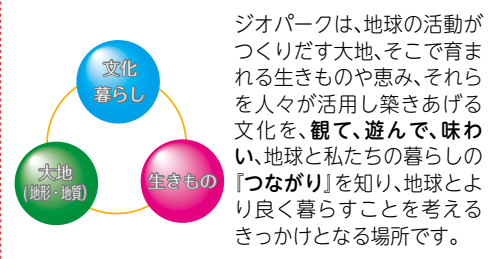 文化
暮らし
大地
(地形・地質)
生きもの
ジオパークは、地球の活動が
つくりだす大地、そこで育ま
れる生きものや恵み、それら
を人々が活用し築きあげる
文化を、観て、遊んで、味わ
い、地球と私たちの暮らしの
『つながり』を知り、地球とよ
り良く暮らすことを考える
きっかけとなる場所です。